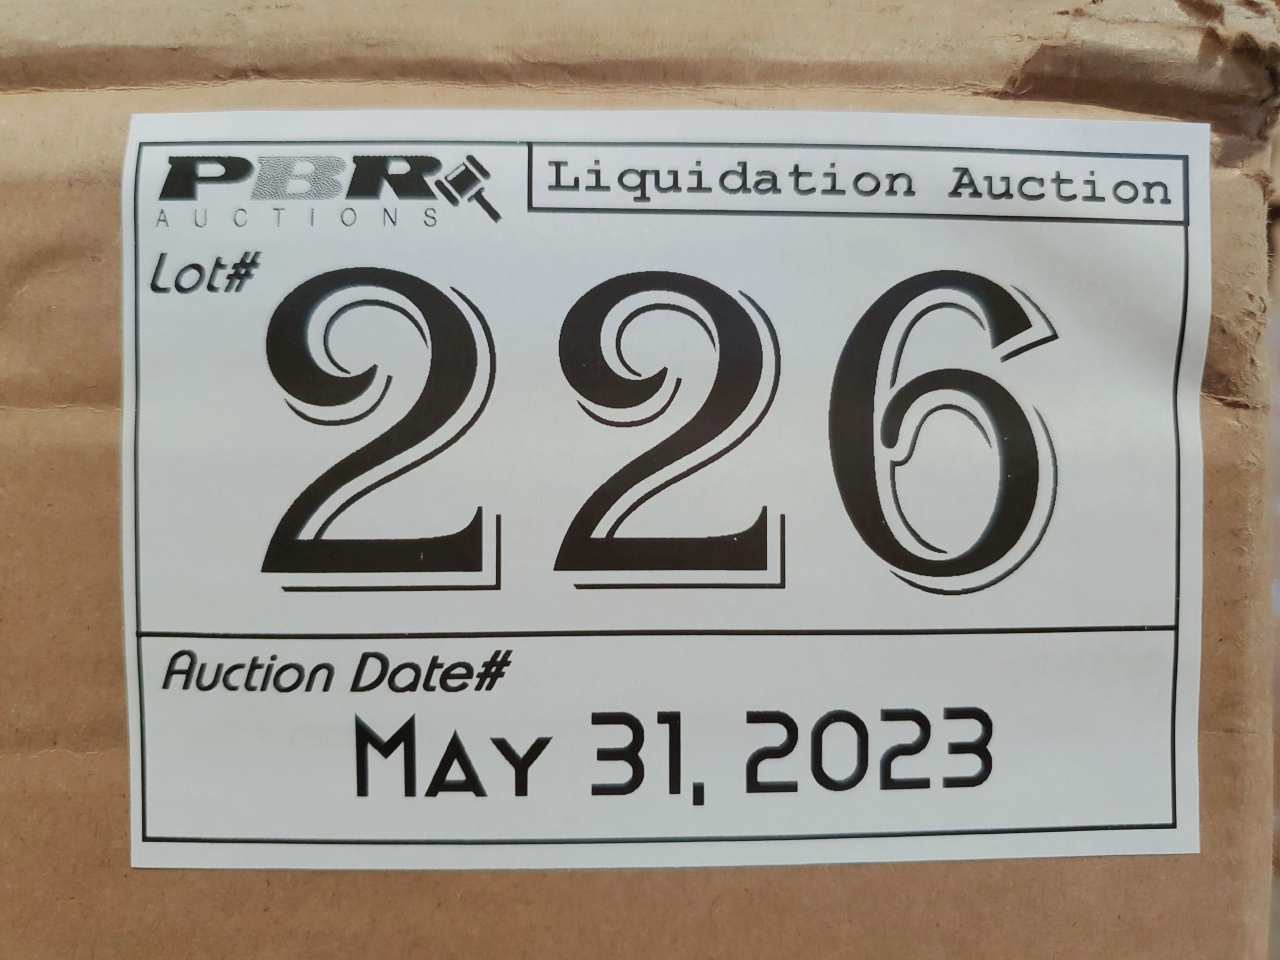 PBR
AUCTIONS
Liquidation Auction
Lot#
226
Auction Date#
May 31, 2023